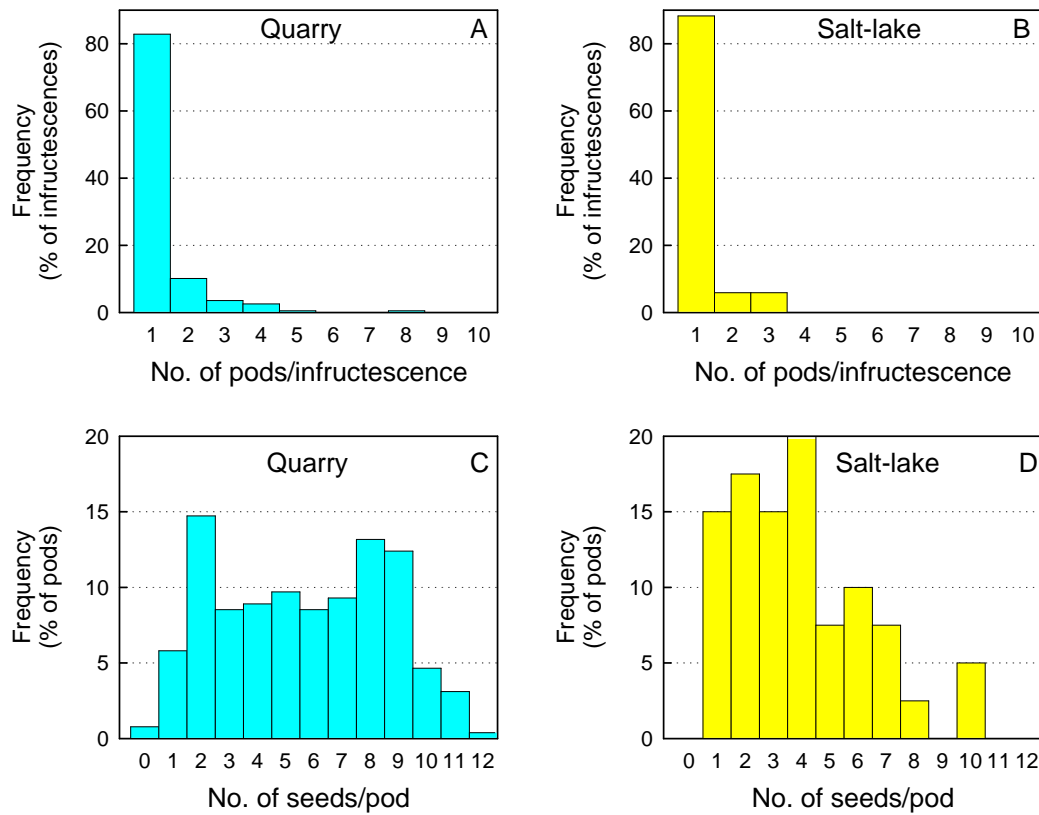 Quarry A
80
60
40
20
0
Frequency
(% of infructescences)
1 2 3 4 5 6 7 8 9 10
No. of pods/infructescence
Salt-lake B
80
60
40
20
0
Frequency
(% of infructescences)
1 2 3 4 5 6 7 8 9 10
No. of pods/infructescence
Quarry C
20
15
10
5
0
Frequency
(% of pods)
0 1 2 3 4 5 6 7 8 9 10 11 12
No. of seeds/pod
Salt-lake D
20
15
10
5
0
Frequency
(% of pods)
0 1 2 3 4 5 6 7 8 9 10 11 12
No. of seeds/pod